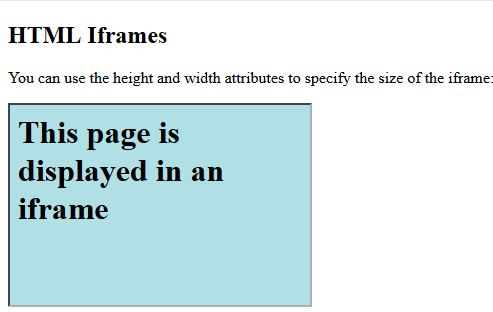 HTML Iframes
You can use the height and width attributes to specify the size of the iframe:
This page is
displayed in an
iframe